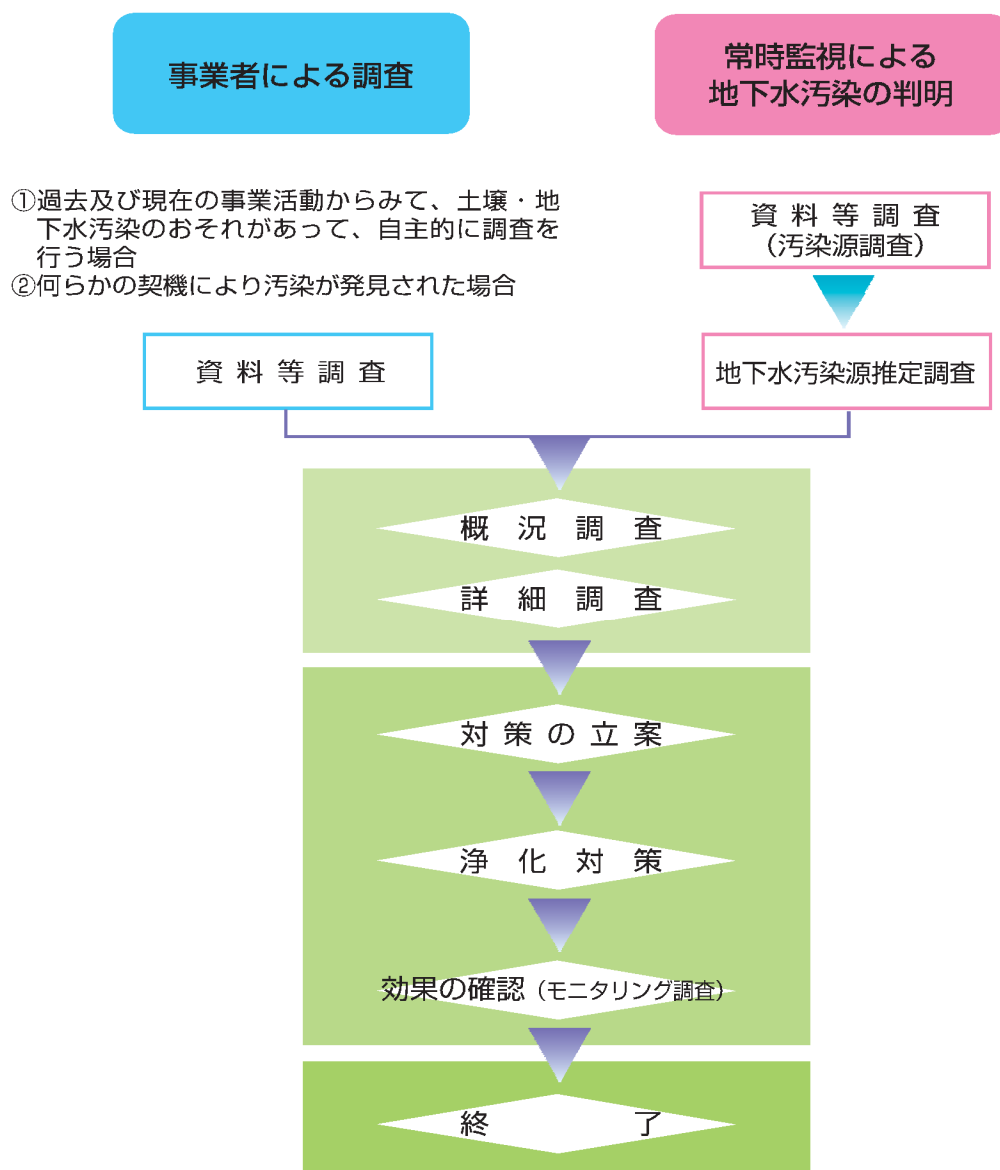 事業者による調査
常時監視による
地下水汚染の判明
①過去及び現在の事業活動からみて、土壌・地
下水汚染のおそれがあって、自主的に調査を
行う場合
②何らかの契機により汚染が発見された場合
資料等調査
（汚染源調査）
資料等調査
地下水汚染源推定調査
概況調査
詳細調査
対策の立案
浄化対策
効果の確認（モニタリング調査）
終了